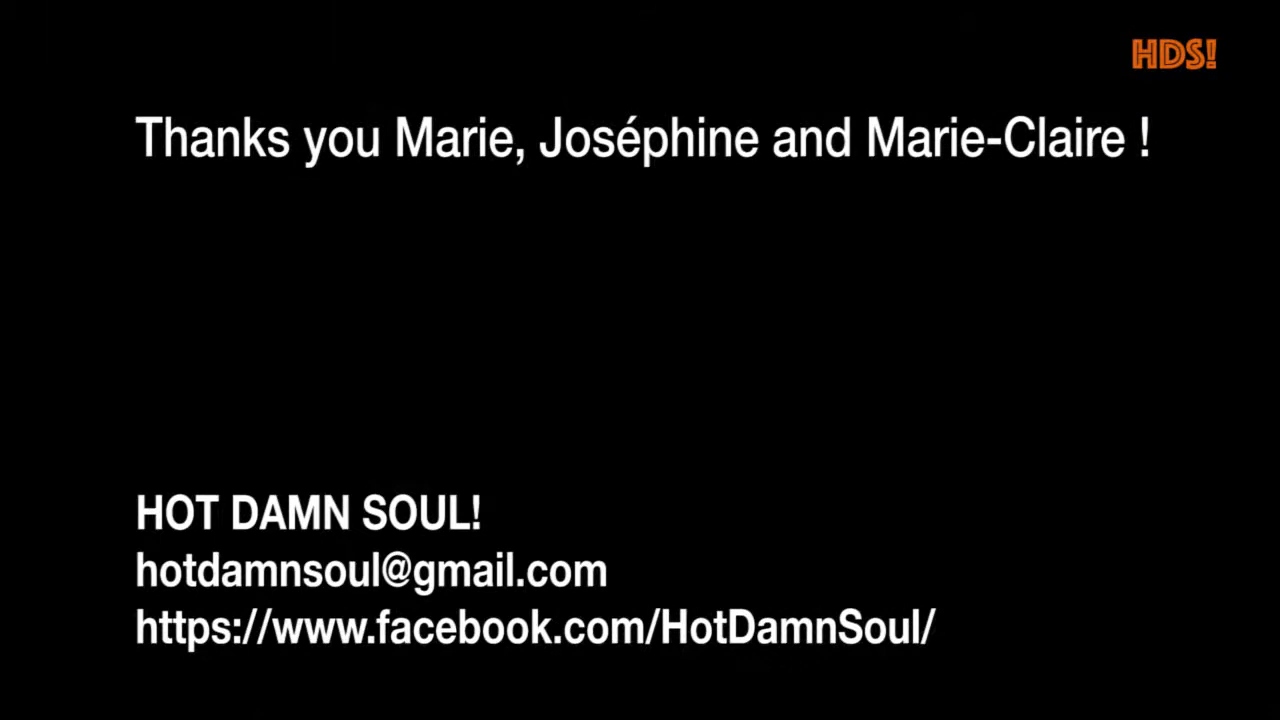 HDS!
Thanks you Marie, Joséphine and Marie-Claire !
HOT DAMN SOUL!
hotdamnsoul@gmail.com
https://www.facebook.com/HotDamnSoul/